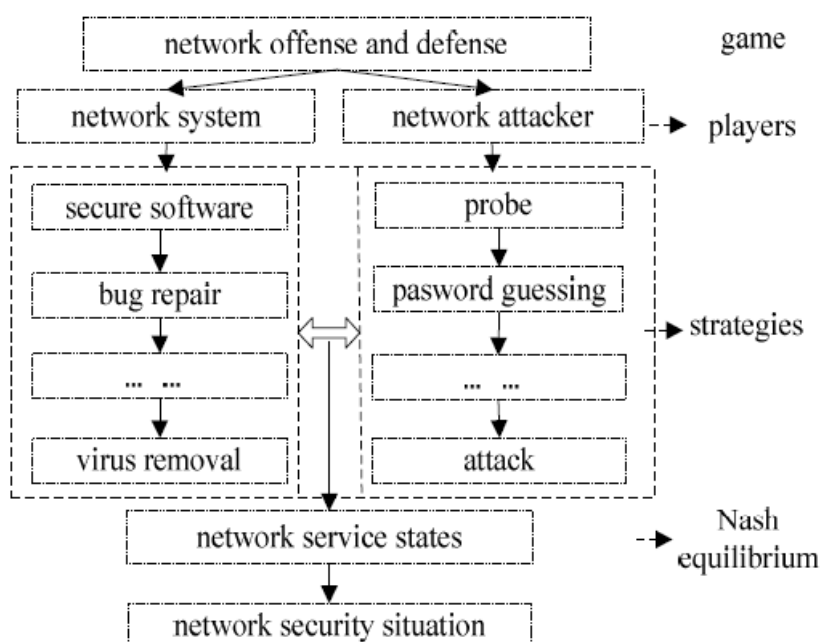 network offense and defense
game
network system
network attacker
players
secure software
probe
bug repair
pasword guessing
strategies
... ...
... ...
virus removal
attack
network service states
Nash
equilibrium
network security situation